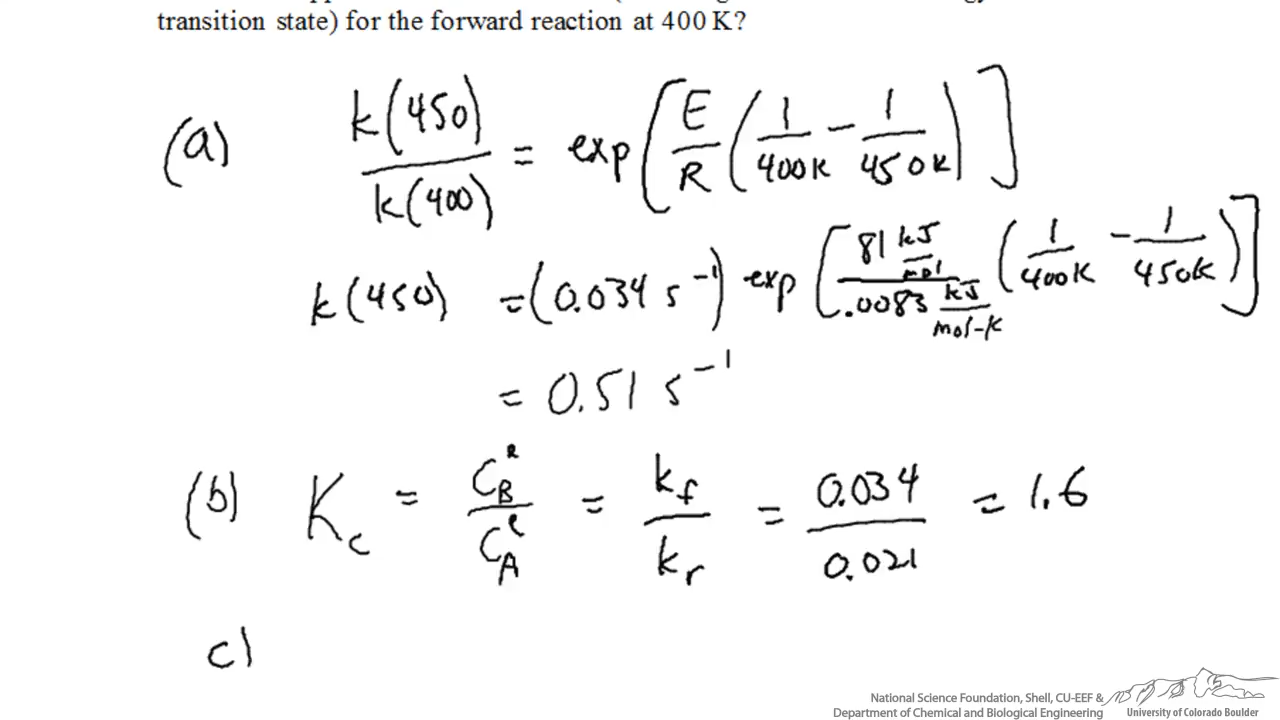 transition state) for the forward reaction at 400 K?
(a) k(450)/k(400) = exp[E/R (1/400K - 1/450K)]
k(450) = (0.034 s⁻¹) exp[81 kJ/mol / .0083 kJ/mol-K (1/400K - 1/450K)]
= 0.51 s⁻¹
(b) K_c = C_B^e/C_A^e = k_f/k_r = 0.034/0.021 = 1.6
c)
National Science Foundation, Shell, CU-EEF &
Department of Chemical and Biological Engineering
University of Colorado Boulder